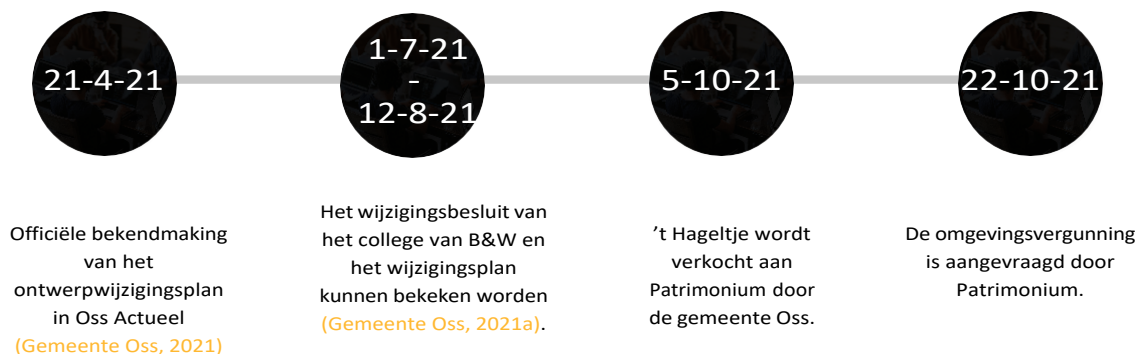 21-4-21
1-7-21
-
12-8-21
5-10-21
22-10-21
Officiële bekendmaking
van het
ontwerpwijzigingsplan
in Oss Actueel
(Gemeente Oss, 2021)
Het wijzigingsbesluit van
het college van B&W en
het wijzigingsplan
kunnen bekeken worden
(Gemeente Oss, 2021a).
’t Hageltje wordt
verkocht aan
Patrimonium door
de gemeente Oss.
De omgevingsvergunning
is aangevraagd door
Patrimonium.